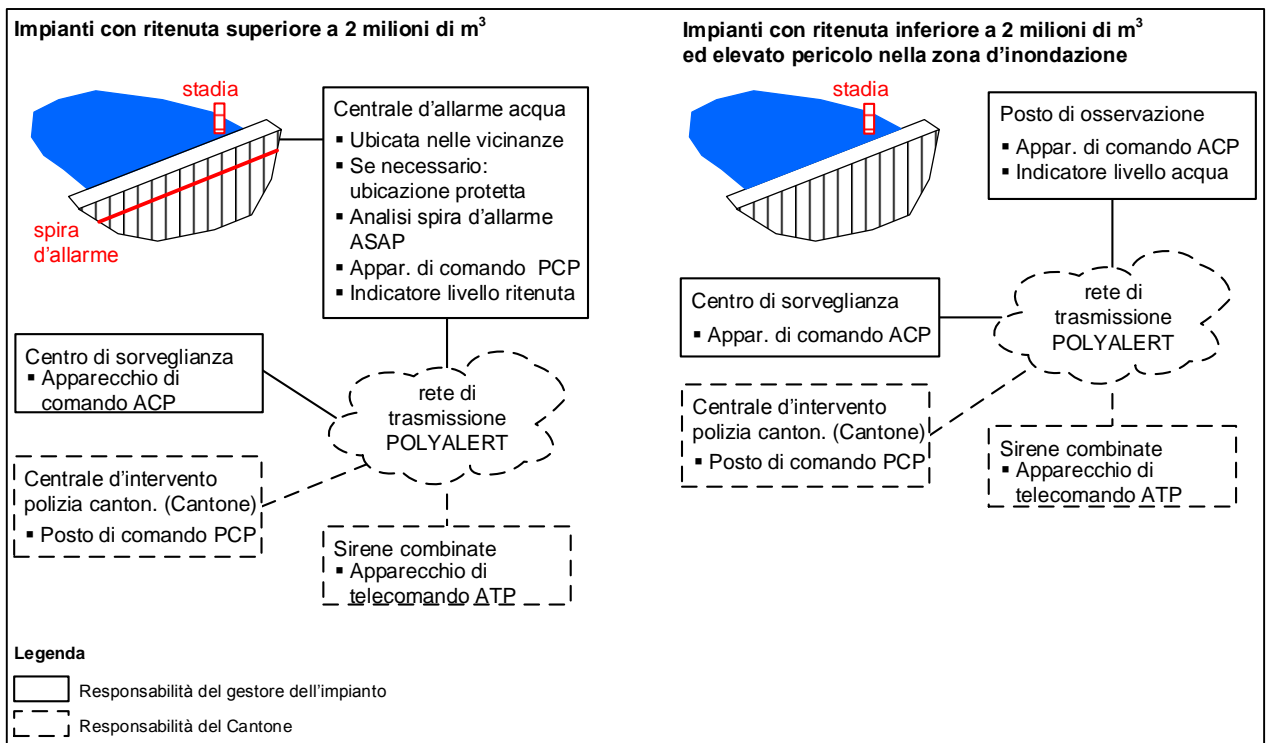 Impianti con ritenuta superiore a 2 milioni di m³
stadia
spira
d'allarme
Centrale d'allarme acqua
▪ Ubicata nelle vicinanze
▪ Se necessario:
ubicazione protetta
▪ Analisi spira d'allarme
ASAP
▪ Appar. di comando PCP
▪ Indicatore livello ritenuta
Centro di sorveglianza
▪ Apparecchio di
comando ACP
rete di
trasmissione
POLYALERT
Centrale d'intervento
polizia canton. (Cantone)
▪ Posto di comando PCP
Sirene combinate
▪ Apparecchio di
telecomando ATP
Impianti con ritenuta inferiore a 2 milioni di m³
ed elevato pericolo nella zona d'inondazione
stadia
Posto di osservazione
▪ Appar. di comando ACP
▪ Indicatore livello acqua
Centro di sorveglianza
▪ Appar. di comando ACP
rete di
trasmissione
POLYALERT
Centrale d'intervento
polizia canton. (Cantone)
▪ Posto di comando PCP
Sirene combinate
▪ Apparecchio di
telecomando ATP
Legenda
Responsabilità del gestore dell'impianto
Responsabilità del Cantone